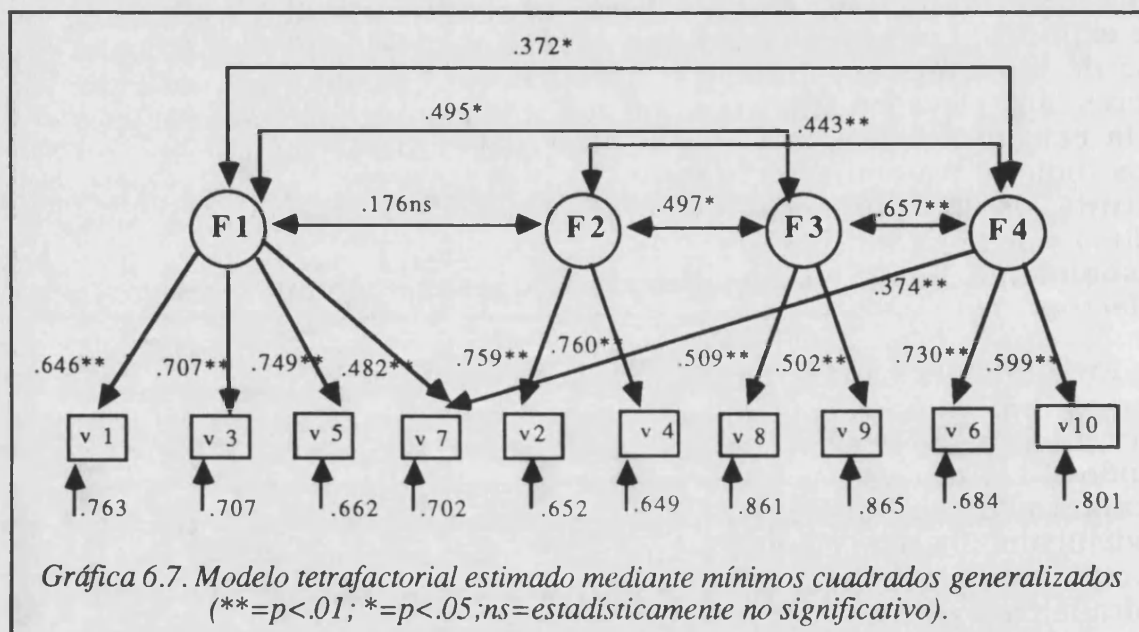 .372*
.495*
.443**
F1
.176ns
F2
.497*
F3
.657**
F4
.374**
.646**
.707**
.749**
.482*
.759**
.760**
.509**
.502**
.730**
.599**
v 1
v 3
v 5
v 7
v2
v 4
v 8
v 9
v 6
v10
.763
.707
.662
.702
.652
.649
.861
.865
.684
.801
Gráfica 6.7. Modelo tetrafactorial estimado mediante mínimos cuadrados generalizados
(**=p<.01; *=p<.05;ns=estadísticamente no significativo).